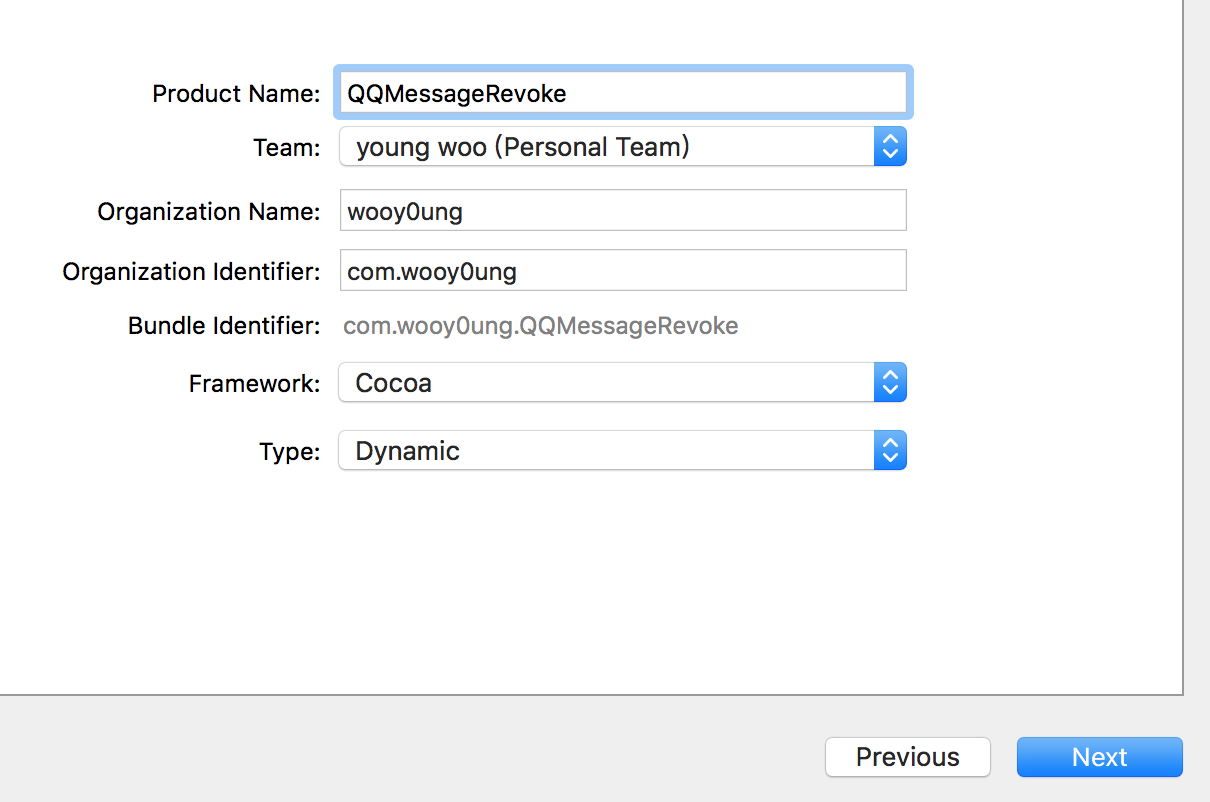 Product Name: QQMessageRevoke
Team: young woo (Personal Team)
Organization Name: wooy0ung
Organization Identifier: com.wooy0ung
Bundle Identifier: com.wooy0ung.QQMessageRevoke
Framework: Cocoa
Type: Dynamic
Previous Next